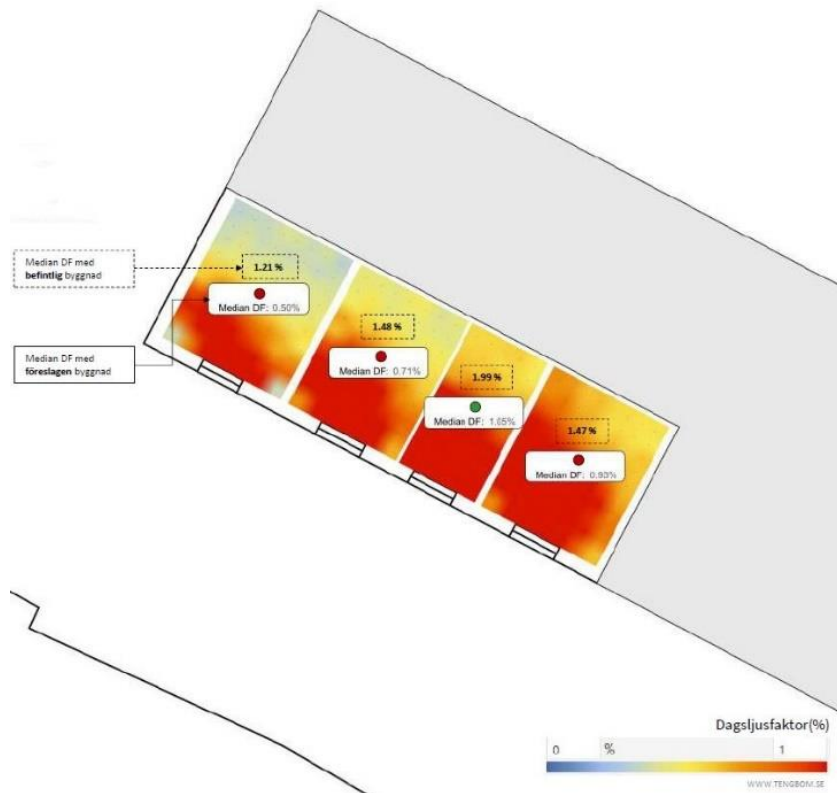 Median DF med
befintlig byggnad
1.21 %
Median DF: 0.50%
1.48 %
Median DF: 0.71%
Median DF med
föreslagen byggnad
1.99 %
Median DF: 1.65%
1.47 %
Median DF: 0.90%
Dagsljusfaktor(%)
0 % 1
WWW.TENGBOM.SE